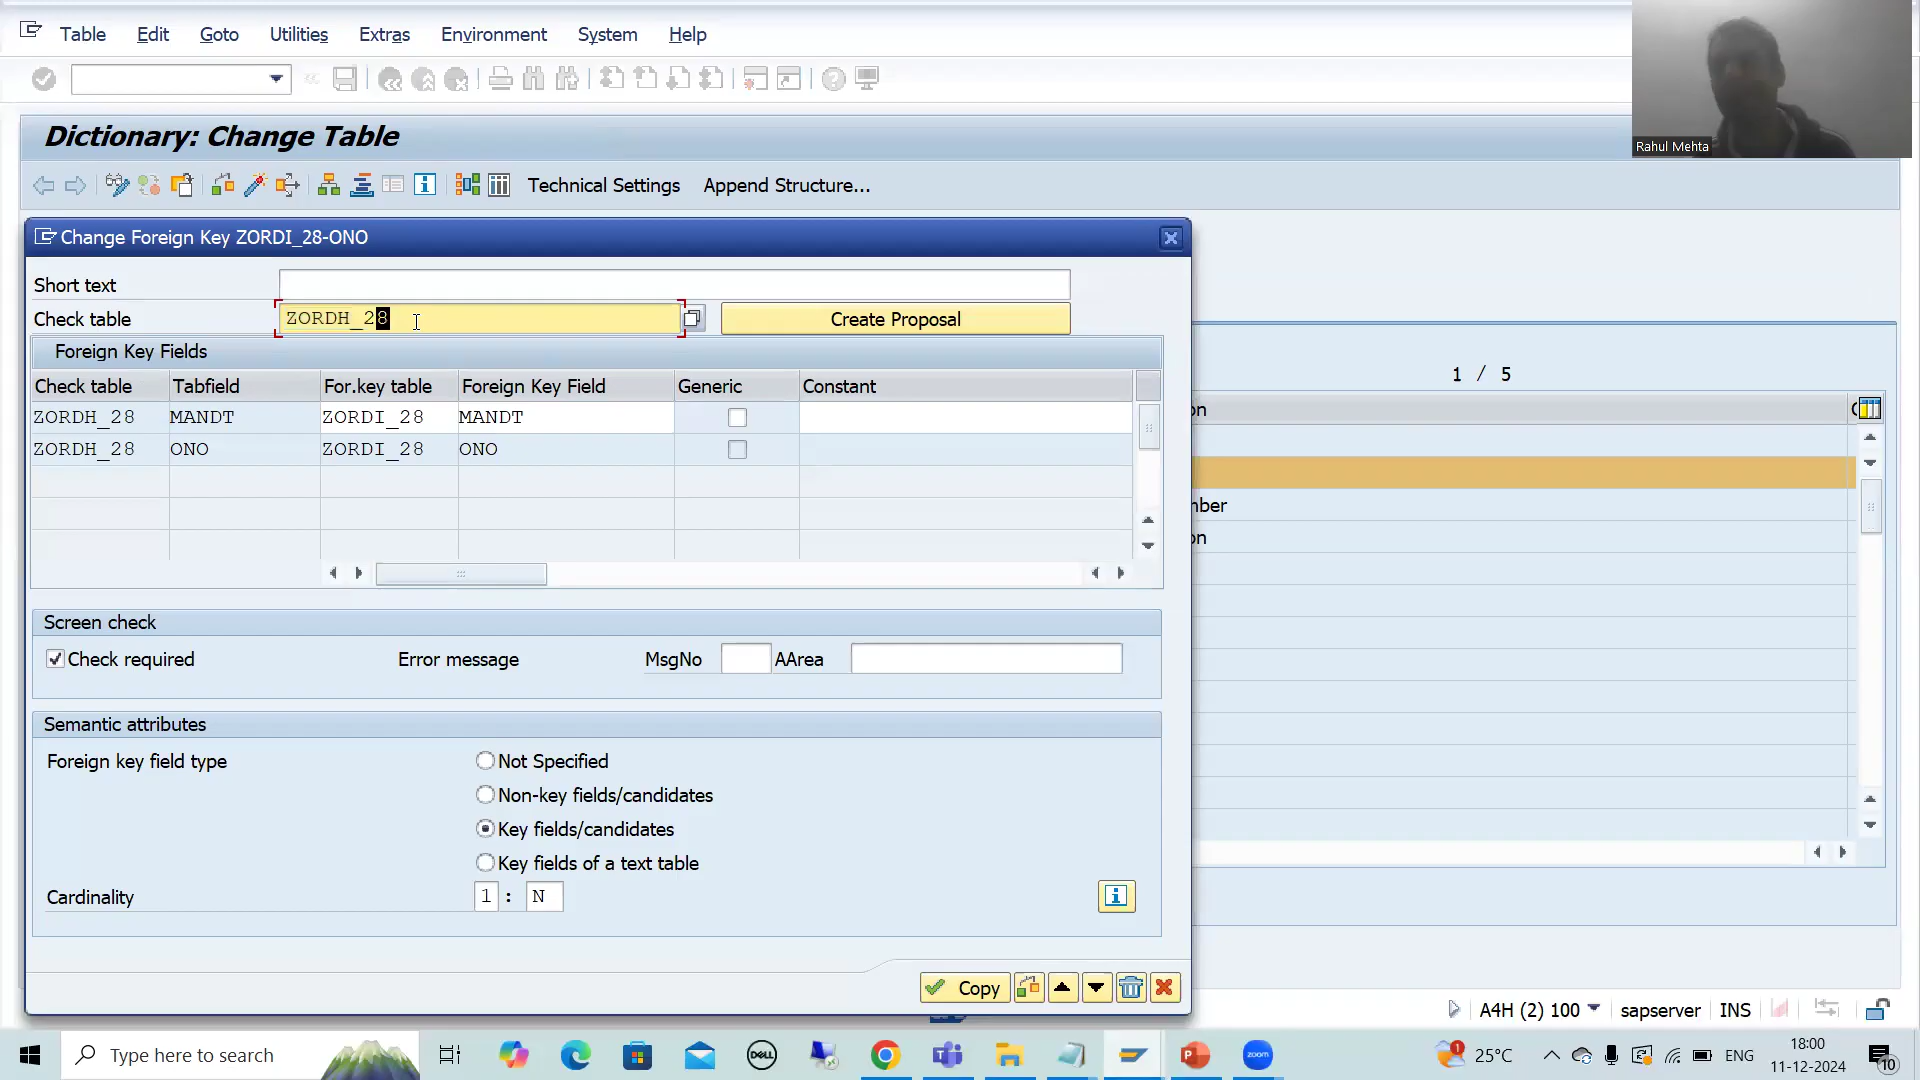 Table Edit Goto Utilities Extras Environment System Help
Rahul Mehta
Dictionary: Change Table
Technical Settings Append Structure...
Change Foreign Key ZORDI_28-ONO
Short text
Check table ZORDH_28 Create Proposal
Foreign Key Fields
Check table Tabfield For.key table Foreign Key Field Generic Constant
ZORDH_28 MANDT ZORDI_28 MANDT
ZORDH_28 ONO ZORDI_28 ONO
1 / 5
on
mber
on
Screen check
Check required Error message MsgNo AArea
Semantic attributes
Foreign key field type
Not Specified
Non-key fields/candidates
Key fields/candidates
Key fields of a text table
Cardinality 1 : N
Copy
A4H (2) 100 sapserver INS
Type here to search
DELL
zoom
1
25°C
ENG
18:00
11-12-2024
10